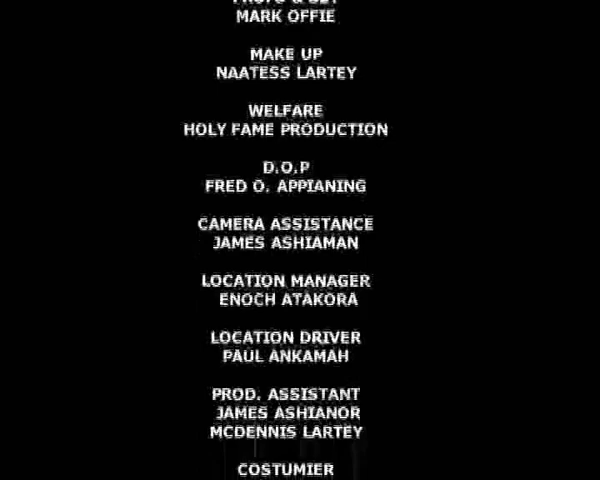 MARK OFFIE
MAKE UP
NAATESS LARTEY
WELFARE
HOLY FAME PRODUCTION
D.O.P
FRED O. APPIANING
CAMERA ASSISTANCE
JAMES ASHIAMAN
LOCATION MANAGER
ENOCH ATAKORA
LOCATION DRIVER
PAUL ANKAMAH
PROD. ASSISTANT
JAMES ASHIANOR
MCDENNIS LARTEY
COSTUMIER